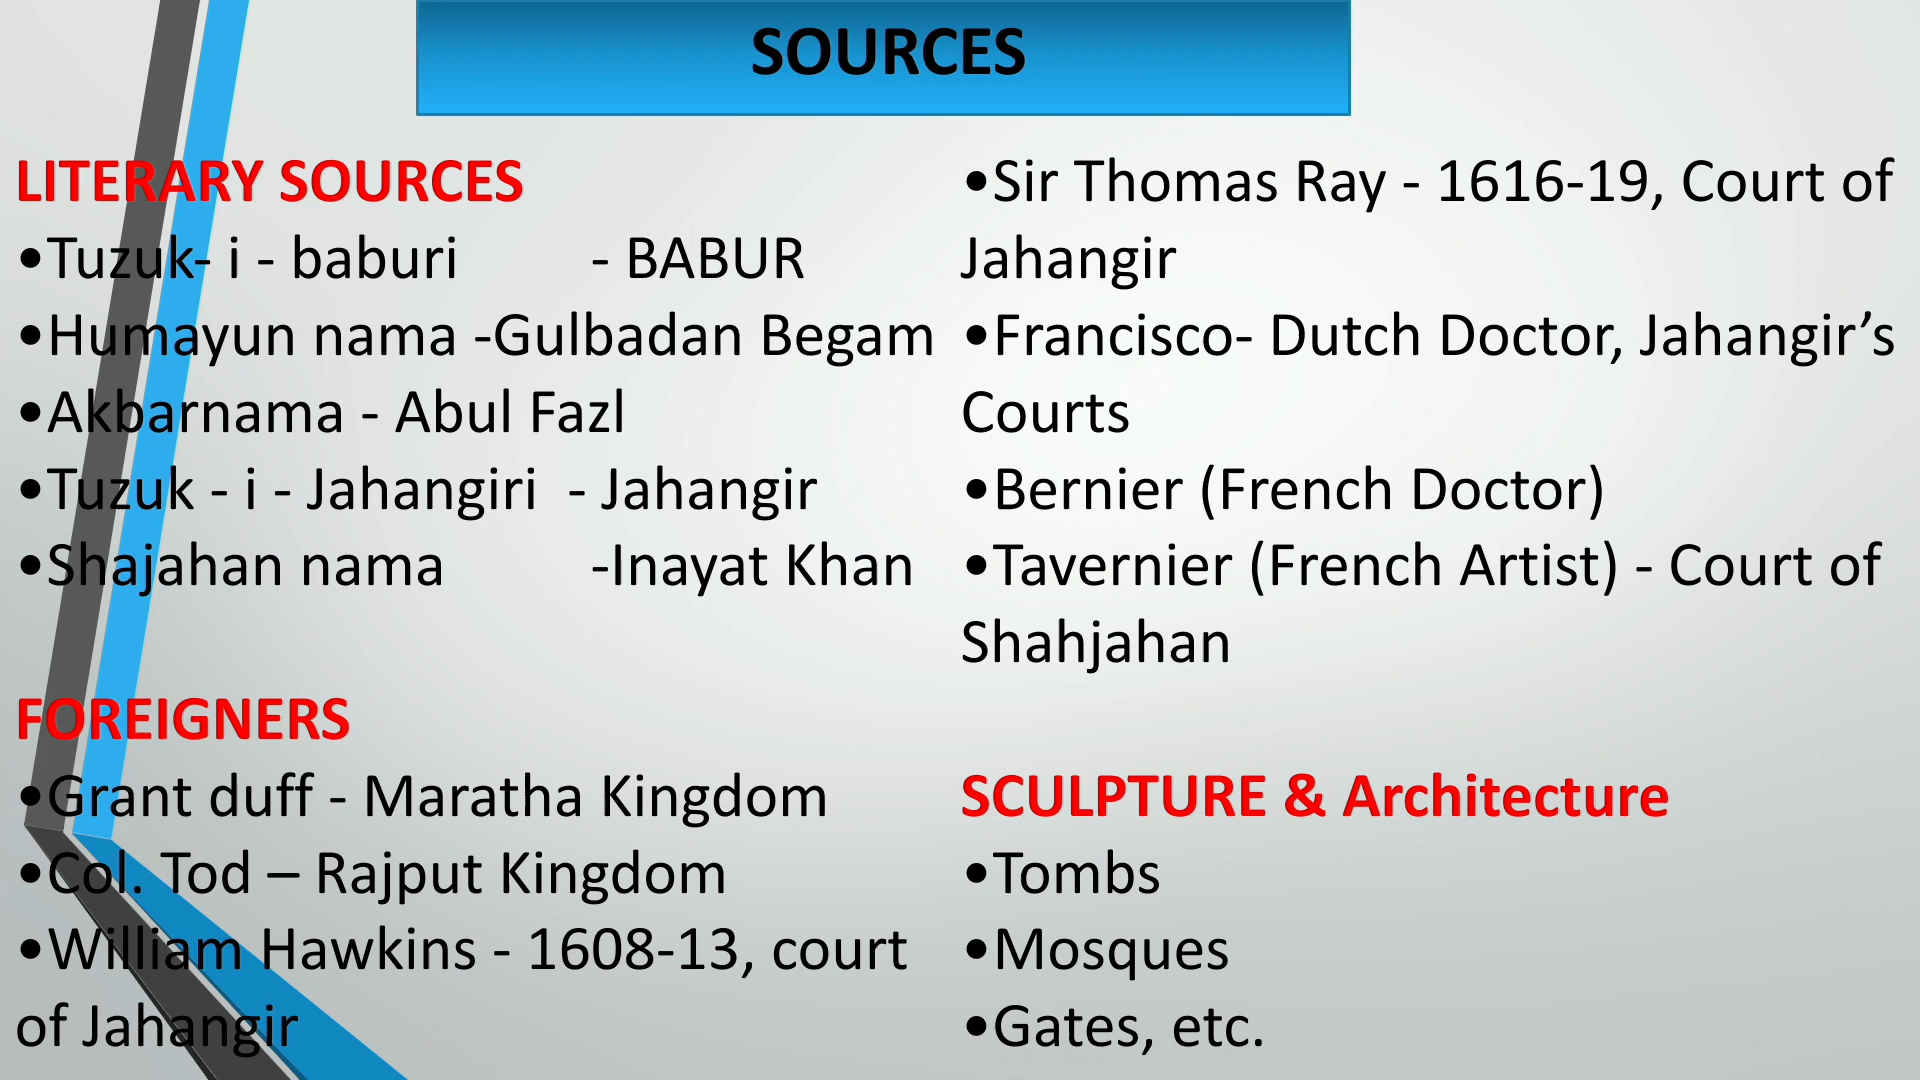 SOURCES
LITERARY SOURCES
•Tuzuk- i - baburi - BABUR
•Humayun nama -Gulbadan Begam
•Akbarnama - Abul Fazl
•Tuzuk - i - Jahangiri - Jahangir
•Shajahan nama -Inayat Khan
FOREIGNERS
•Grant duff - Maratha Kingdom
•Col. Tod – Rajput Kingdom
•William Hawkins - 1608-13, court
of Jahangir
•Sir Thomas Ray - 1616-19, Court of
Jahangir
•Francisco- Dutch Doctor, Jahangir’s
Courts
•Bernier (French Doctor)
•Tavernier (French Artist) - Court of
Shahjahan
SCULPTURE & Architecture
•Tombs
•Mosques
•Gates, etc.